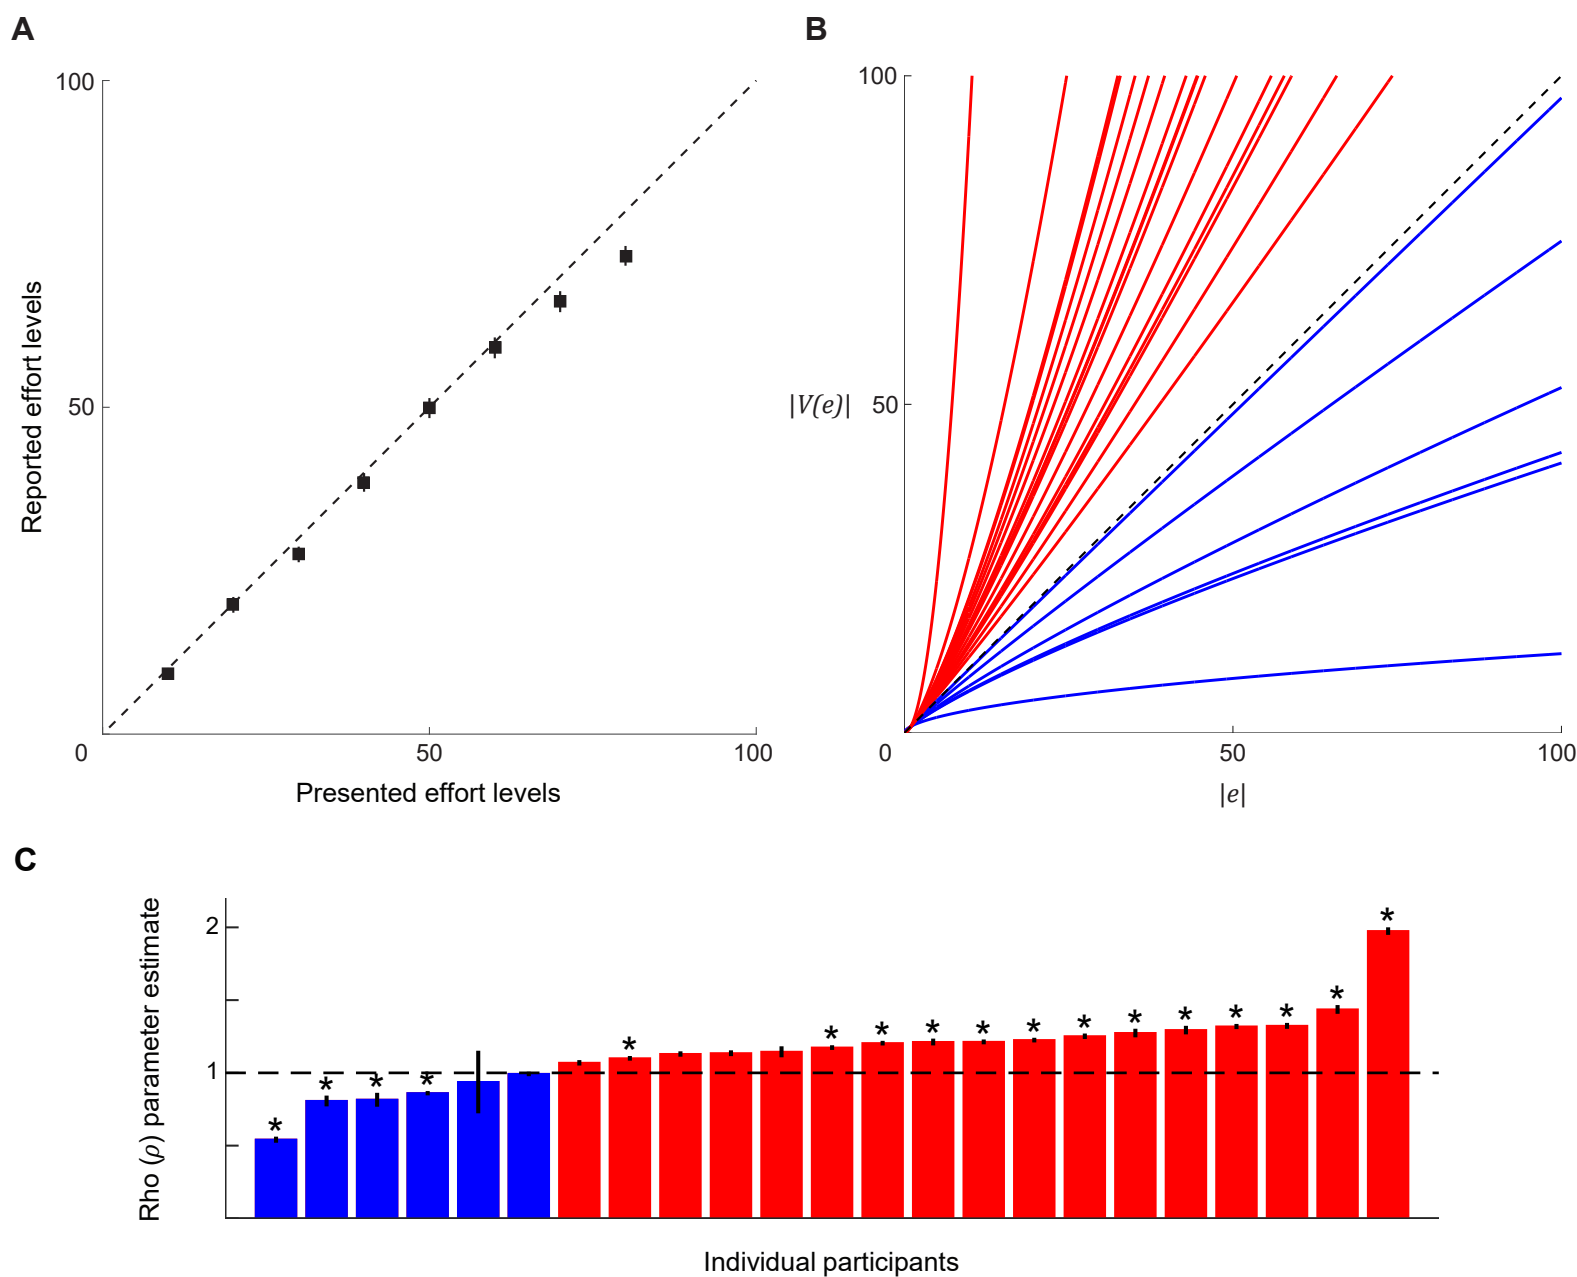 A
100
50
0
50
100
Reported effort levels
Presented effort levels
B
100
50
0
50
100
|V(e)|
|e|
C
2
1
Rho (ρ) parameter estimate
* * * * * * * * * * * * * * * * *
Individual participants